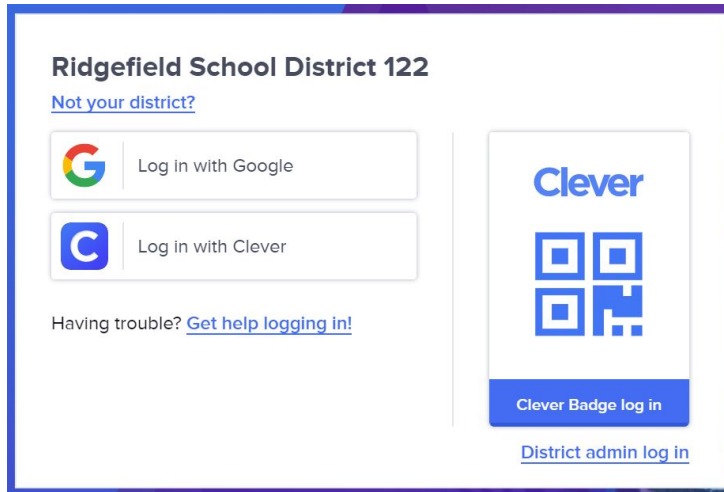 Ridgefield School District 122
Not your district?
Log in with Google
Log in with Clever
Having trouble? Get help logging in!
Clever
Clever Badge log in
District admin log in